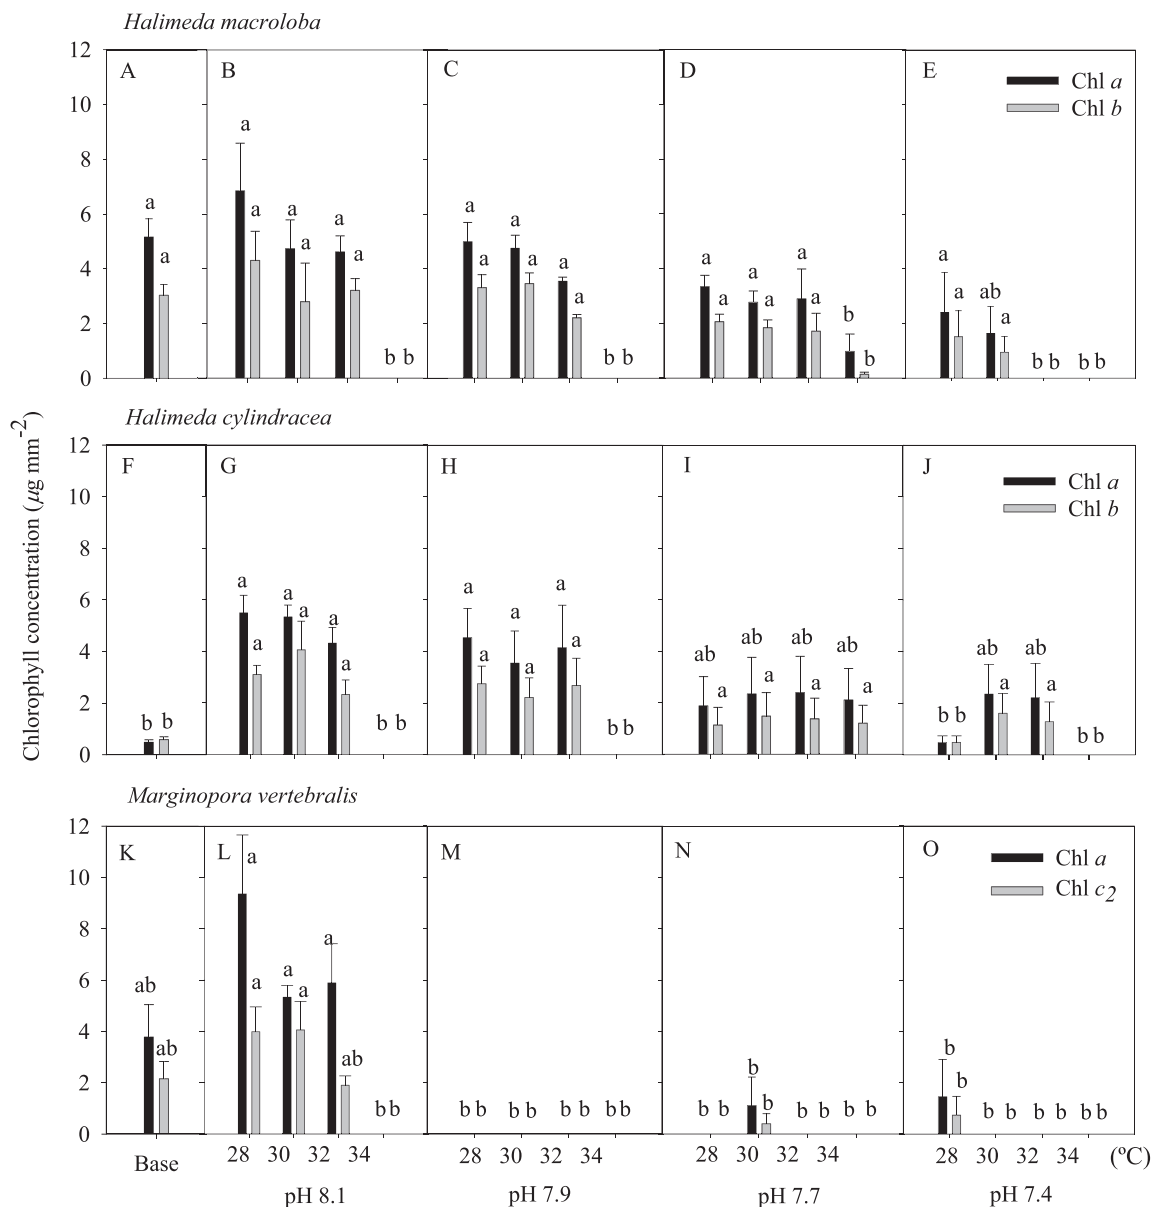 Halimeda macroloba
12 A B C D E
10 Chl a
Chl b
8
6
4
2
0
a a
a a a a a a b b
a a a a a a b b
a a a a a a b b
a a ab a b b b b
Chlorophyll concentration (µg mm-2)
Halimeda cylindracea
12
F G H I J
10 Chl a
Chl b
8
6
4
2
0
b b
a a a a a a b b
a a a a a a b b
ab a ab a ab a ab a
b b ab a ab a b b
Marginopora vertebralis
12
K L M N O
Chl a
10 Chl c2
8
6
4
2
0
ab ab
a a a a a ab b b
b b b b b b b b
b b b b b b b b
b b b b b b b b
Base 28 30 32 34 28 30 32 34 28 30 32 34 28 30 32 34 (ºC)
pH 8.1 pH 7.9 pH 7.7 pH 7.4